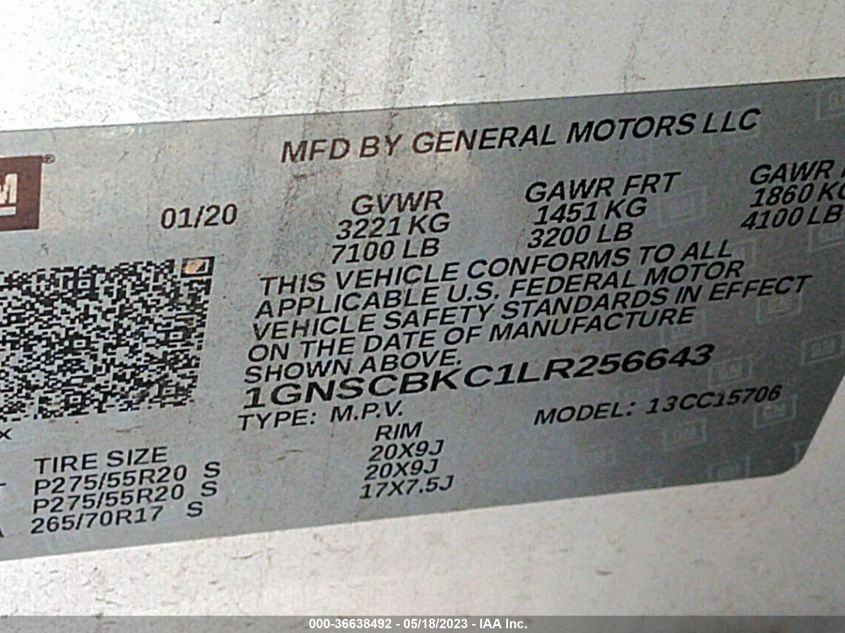 MFD BY GENERAL MOTORS LLC
01/20 GVWR GAWR FRT GAWR
3221 KG 1451 KG 1860 KG
7100 LB 3200 LB 4100 LB
THIS VEHICLE CONFORMS TO ALL
APPLICABLE U.S. FEDERAL MOTOR
VEHICLE SAFETY STANDARDS IN EFFECT
ON THE DATE OF MANUFACTURE
SHOWN ABOVE.
1GNSCBKC1LR256643
TYPE: M.P.V. MODEL: 13CC15706
TIRE SIZE RIM
P275/55R20 S 20X9J
P275/55R20 S 20X9J
265/70R17 S 17X7.5J
000-36638492 - 05/18/2023 - IAA Inc.